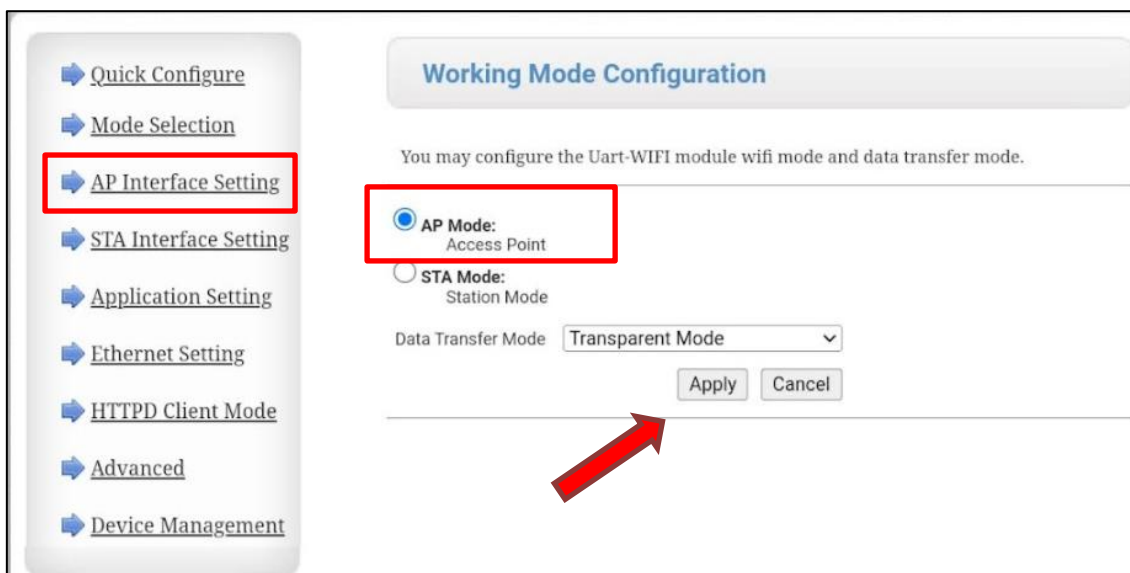 Quick Configure
Mode Selection
AP Interface Setting
STA Interface Setting
Application Setting
Ethernet Setting
HTTPD Client Mode
Advanced
Device Management
Working Mode Configuration
You may configure the Uart-WIFI module wifi mode and data transfer mode.
AP Mode:
Access Point
STA Mode:
Station Mode
Data Transfer Mode Transparent Mode
Apply Cancel